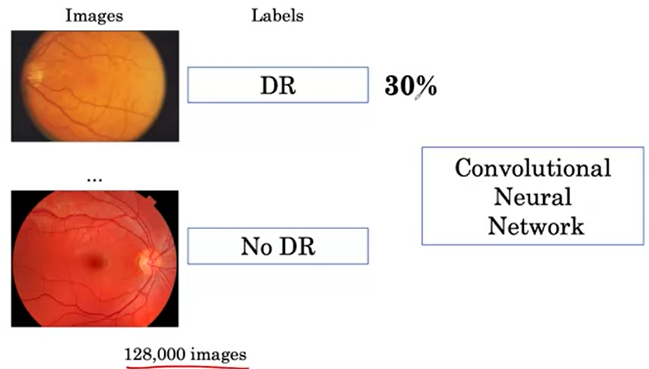 Images
Labels
DR
30%
...
No DR
Convolutional
Neural
Network
128,000 images